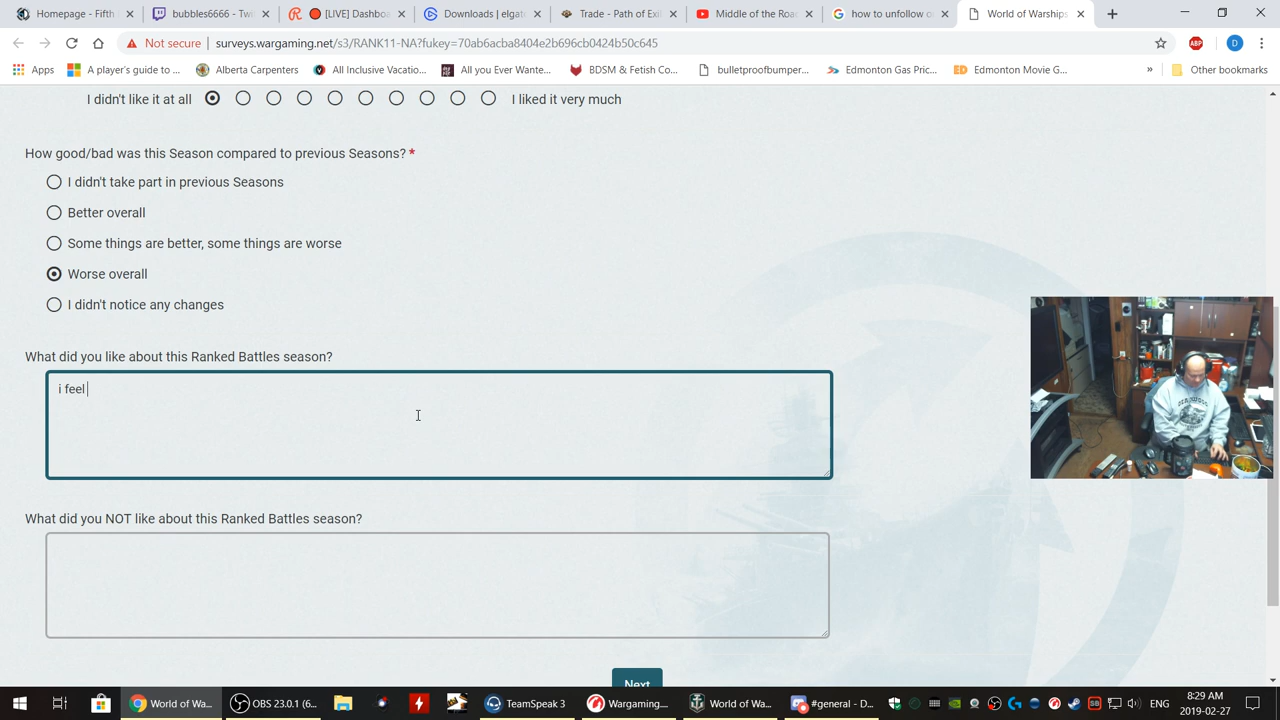 Homepage - Fifth
bubbles6666 - Twi
[LIVE] Dashbo
Downloads | elgat
Trade - Path of Exi
Middle of the Roa
how to unfollow o
World of Warships
Not secure
surveys.wargaming.net/s3/RANK11-NA?fukey=70ab6acba8404e2b696cb0424b50c645
ABP
D
Apps
A player's guide to ...
Alberta Carpenters
All Inclusive Vacatio...
All you Ever Wante...
BDSM & Fetish Co...
bulletproofbumper...
Edmonton Gas Pric...
ED Edmonton Movie G...
»
Other bookmarks
I didn't like it at all
I liked it very much
How good/bad was this Season compared to previous Seasons? *
I didn't take part in previous Seasons
Better overall
Some things are better, some things are worse
Worse overall
I didn't notice any changes
What did you like about this Ranked Battles season?
i feel
What did you NOT like about this Ranked Battles season?
Next
World of Wa...
OBS 23.0.1 (6...
TeamSpeak 3
Wargaming....
World of Wa...
#general - D...
ENG
8:29 AM
2019-02-27